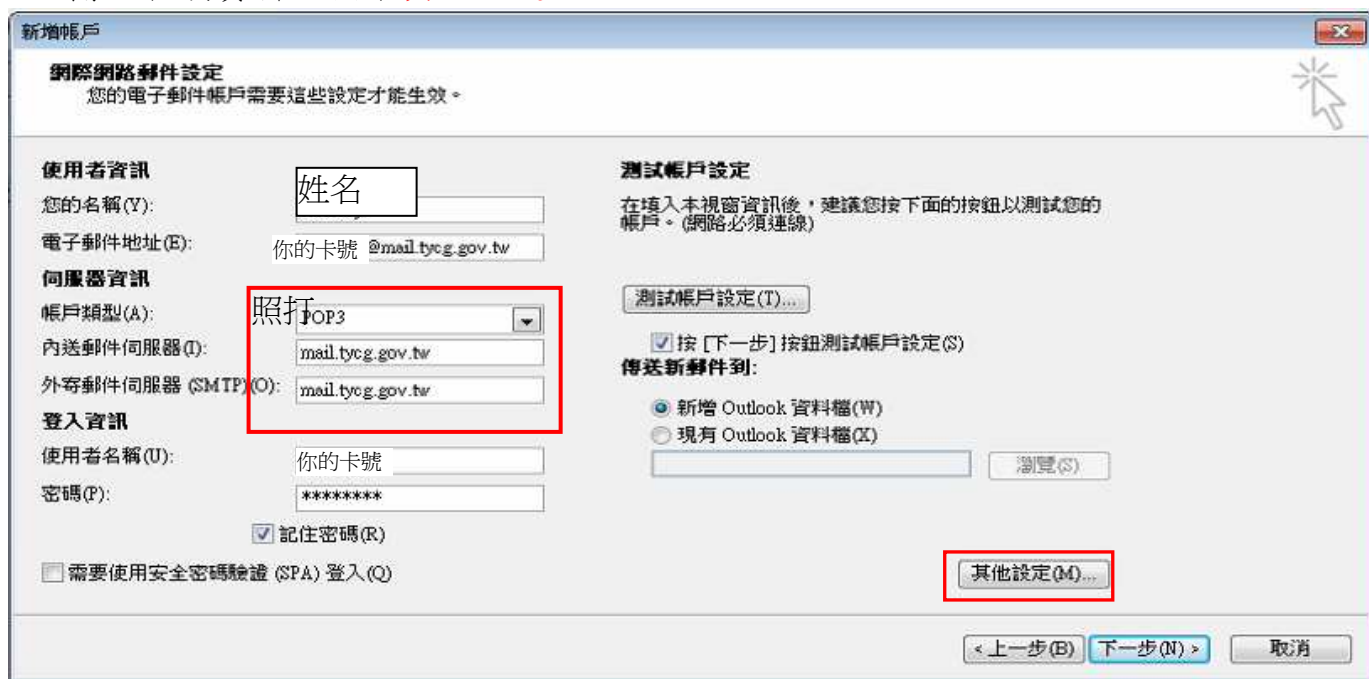 新增帳戶
網際網路郵件設定
您的電子郵件帳戶需要這些設定才能生效。
使用者資訊
您的名稱(Y):
姓名
電子郵件地址(E):
你的卡號 @mail.tycg.gov.tw
伺服器資訊
帳戶類型(A):
照打
POP3
內送郵件伺服器(I):
mail.tycg.gov.tw
外寄郵件伺服器 (SMTP)(O):
mail.tycg.gov.tw
登入資訊
使用者名稱(U):
你的卡號
密碼(P):
********
記住密碼(R)
需要使用安全密碼驗證 (SPA) 登入(Q)
測試帳戶設定
在填入本視窗資訊後，建議您按下面的按鈕以測試您的
帳戶。(網路必須連線)
測試帳戶設定(T)...
按 [下一步] 按鈕測試帳戶設定(S)
傳送新郵件到:
新增 Outlook 資料檔(W)
現有 Outlook 資料檔(X)
瀏覽(S)
其他設定(M)...
< 上一步(B)
下一步(N) >
取消